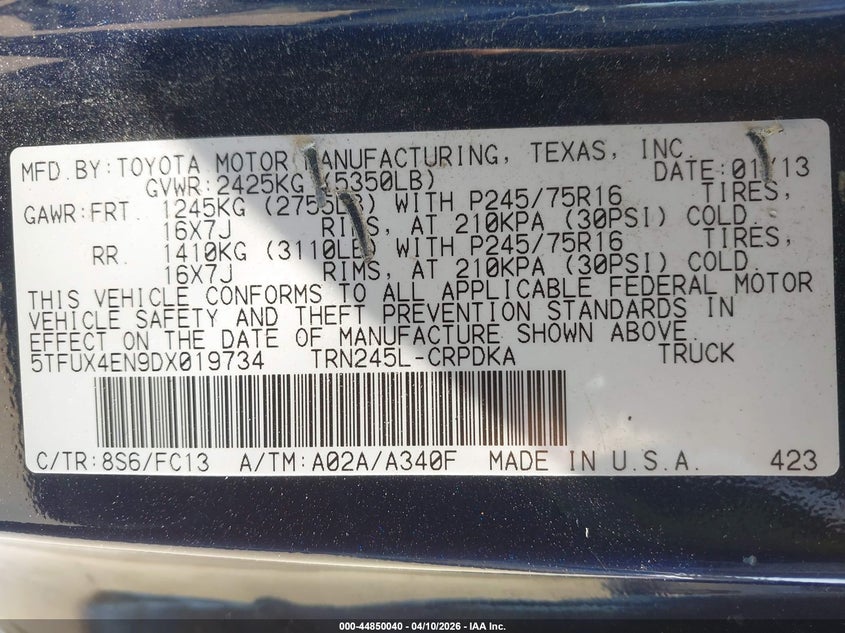 MFD.BY:TOYOTA MOTOR MANUFACTURING, TEXAS, INC. DATE:01/13
GVWR:2425KG (5350LB)
GAWR:FRT. 1245KG (2755LB) WITH P245/75R16 TIRES,
16X7J RIMS, AT 210KPA (30PSI) COLD.
RR. 1410KG (3110LB) WITH P245/75R16 TIRES,
16X7J RIMS, AT 210KPA (30PSI) COLD.
THIS VEHICLE CONFORMS TO ALL APPLICABLE FEDERAL MOTOR
VEHICLE SAFETY AND THEFT PREVENTION STANDARDS IN
EFFECT ON THE DATE OF MANUFACTURE SHOWN ABOVE.
5TFUX4EN9DX019734 TRN245L-CRPDKA TRUCK
C/TR:8S6/FC13 A/TM:A02A/A340F MADE IN U.S.A. 423
000-44850040 - 04/10/2026 - IAA Inc.